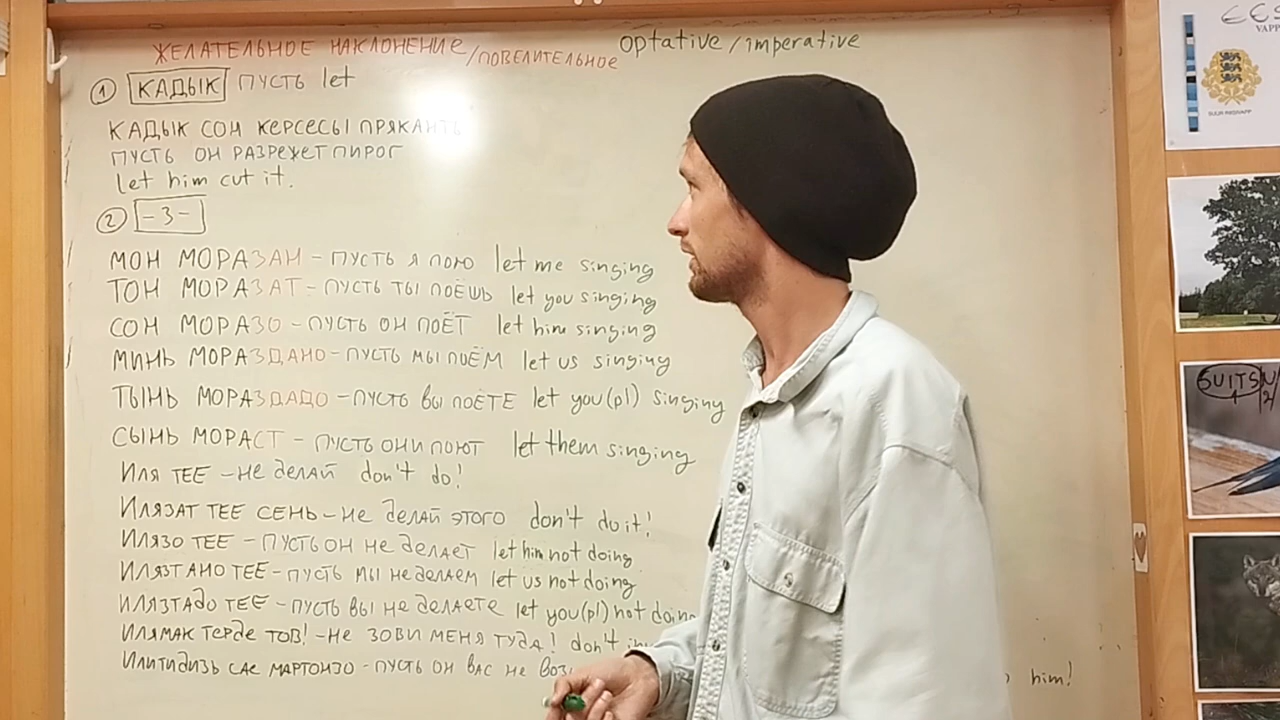 ЖЕЛАТЕЛЬНОЕ НАКЛОНЕНИЕ /ПОВЕЛИТЕЛЬНОЕ optative/imperative
① КАДЫК ПУСТЬ let
КАДЫК СОН КЕРСЕСЫ ПРЯКАНТЬ
ПУСТЬ ОН РАЗРЕЖЕТ ПИРОГ
let him cut it.
② -З-
МОН МОРАЗАН - ПУСТЬ Я ПОЮ let me singing
ТОН МОРАЗАТ - ПУСТЬ ТЫ ПОЁШЬ let you singing
СОН МОРАЗО - ПУСТЬ ОН ПОЁТ let him singing
МИНЬ МОРАЗДАНО - ПУСТЬ МЫ ПОЁМ let us singing
ТЫНЬ МОРАЗДАДО - ПУСТЬ ВЫ ПОЁТЕ let you(pl) singing
СЫНЬ МОРАСТ - ПУСТЬ ОНИ ПОЮТ let them singing
ИЛЯ ТЕЕ - НЕ ДЕЛАЙ don't do!
ИЛЯЗАТ ТЕЕ СЕНЬ - НЕ ДЕЛАЙ ЭТОГО don't do it!
ИЛЯЗО ТЕЕ - ПУСТЬ ОН НЕ ДЕЛАЕТ let him not doing
ИЛЯЗТАНО ТЕЕ - ПУСТЬ МЫ НЕ ДЕЛАЕМ let us not doing
ИЛЯЗТАДО ТЕЕ - ПУСТЬ ВЫ НЕ ДЕЛАЕТЕ let you(pl) not doing
ИЛЯМАК ТЕРДЕ ТОВ! - НЕ ЗОВИ МЕНЯ ТУДА! don't
ИЛИТИДИЗЬ САЕ МАРТОНЗО - ПУСТЬ ОН ВАС НЕ him!
SUUR RNGVAPP